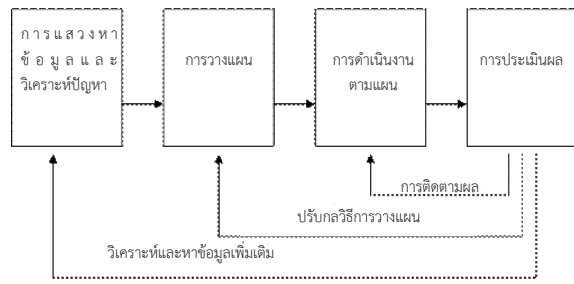 การแสวงหา
ข้อมูลและ
วิเคราะห์ปัญหา
การวางแผน
การดำเนินงาน
ตามแผน
การประเมินผล
การติดตามผล
ปรับกลวิธีการวางแผน
วิเคราะห์และหาข้อมูลเพิ่มเติม